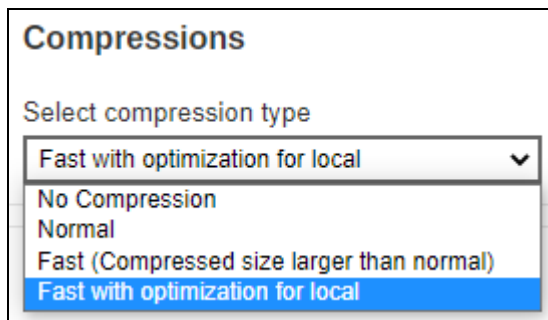 Compressions
Select compression type
Fast with optimization for local
No Compression
Normal
Fast (Compressed size larger than normal)
Fast with optimization for local